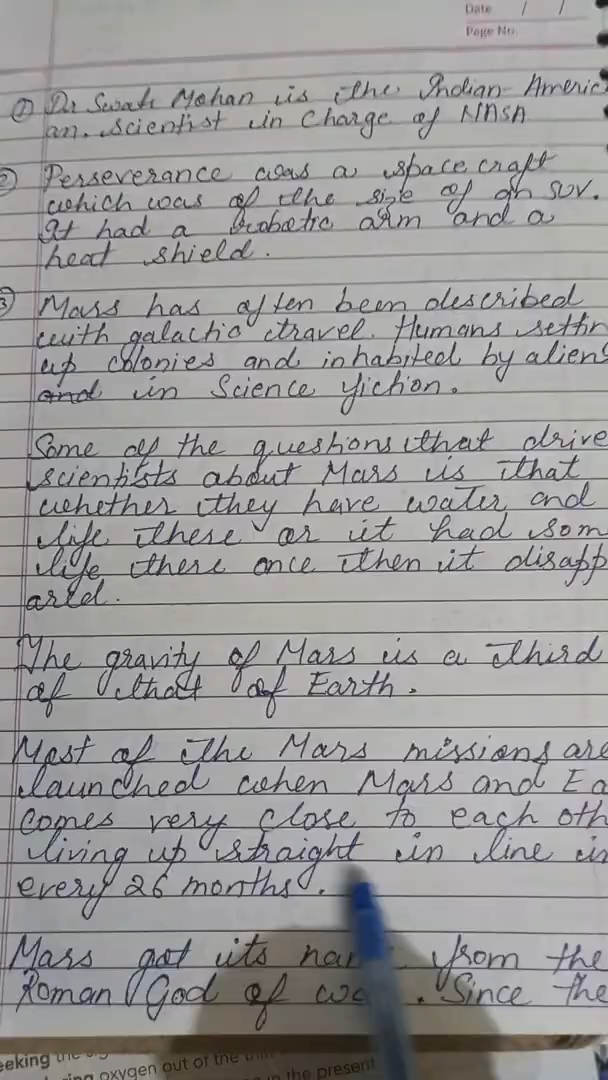 Date / /
Page No.
① Dr Swati Mohan is the Indian Americ
an. scientist in Charge of NASA
② Perseverance was a space craft
which was of the size of an SUV.
It had a robotic arm and a
heat shield.
③ Mars has often been described
with galactic travel. Humans settin
up colonies and inhabited by aliens
and in Science fiction.
Some of the questions that drive
scientists about Mars is that
whether they have water and
life there or it had som
life there once then it disapp
ared.
The gravity of Mars is a third
of that of Earth.
Most of the Mars missions are
launched when Mars and Ea
comes very close to each oth
living up straight in line in
every 26 months.
Mars got its from the
Roman God of Since the
eeking the
oxygen out of the thin
in the present